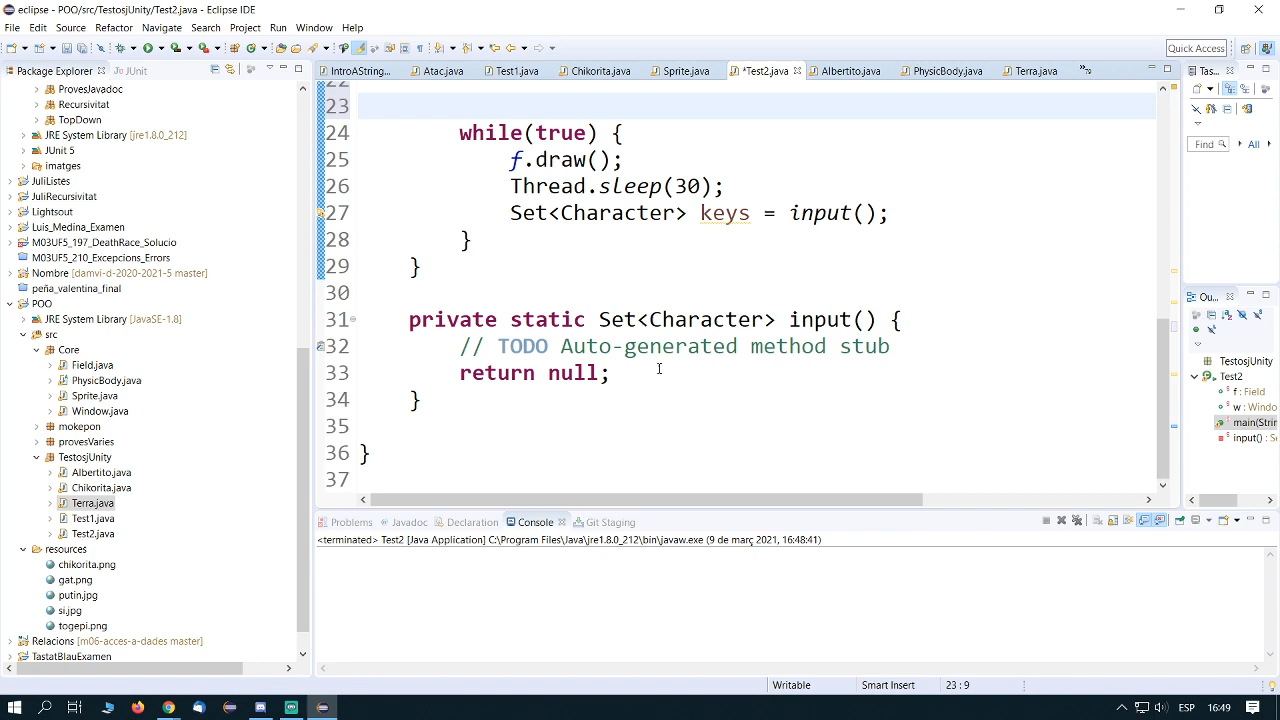 eclipse - POO/src/TestosjUnity/Test2.java - Eclipse IDE
File Edit Source Refactor Navigate Search Project Run Window Help
Quick Access
Package Explorer JUnit
IntroAString... Atac.java Test1.java Chikorita.java Sprite.java *Test2.java Albertito.java PhysicBody.java Terra.java
Tas...
ProvesJavadoc
Recursivitat
TopDown
JRE System Library [jre1.8.0_212]
JUnit 5
imatges
JuliListes
JuliRecursivitat
Lightsout
Luis_Medina_Examen
M03UF5_197_DeathRace_Solucio
M03UF5_210_Excepcions_Errors
Nombre [damvi-d-2020-2021-5 master]
peña_valentina_final
POO
JRE System Library [JavaSE-1.8]
src
Core
Field.java
PhysicBody.java
Sprite.java
Window.java
mokepon
provesVaries
TestosjUnity
Albertito.java
Chikorita.java
Terra.java
Test1.java
Test2.java
resources
chikorita.png
gat.png
putin.jpg
si.jpg
togepi.png
Relacions [m06-acces-a-dades master]
TastatBlauExamen
22
23
24 while(true) {
25 f.draw();
26 Thread.sleep(30);
27 Set<Character> keys = input();
28 }
29 }
30
31 private static Set<Character> input() {
32 // TODO Auto-generated method stub
33 return null;
34 }
35
36 }
37
Find All
Ou...
TestosjUnity
Test2
f : Field
w : Windo
main(Strin
input() : Se
Problems Javadoc Declaration Console Git Staging
<terminated> Test2 [Java Application] C:\Program Files\Java\jre1.8.0_212\bin\javaw.exe (9 de març 2021, 16:48:41)
Writable Smart Insert 23 : 9
ESP 16:49